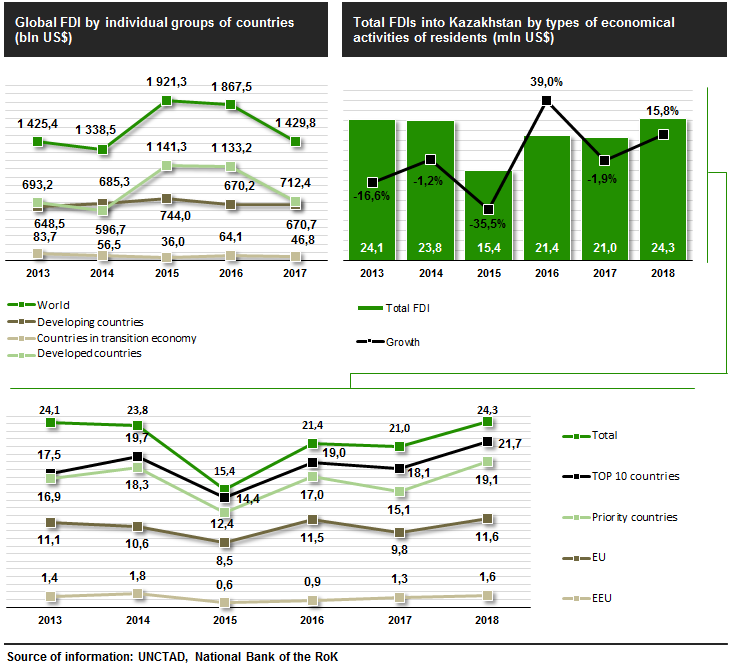 Global FDI by individual groups of countries
(bln US$)
Total FDIs into Kazakhstan by types of economical
activities of residents (mln US$)
1 921,3
1 867,5
1 425,4
1 338,5
1 429,8
1 141,3
1 133,2
693,2
685,3
670,2
712,4
648,5
596,7
744,0
670,7
83,7
56,5
36,0
64,1
46,8
2013 2014 2015 2016 2017
World
Developing countries
Countries in transition economy
Developed countries
39,0%
15,8%
-16,6%
-1,2%
-1,9%
-35,5%
24,1 23,8 15,4 21,4 21,0 24,3
2013 2014 2015 2016 2017 2018
Total FDI
Growth
24,1 23,8 15,4 21,4 21,0 24,3
17,5 19,7 14,4 19,0 18,1 21,7
16,9 18,3 12,4 17,0 15,1 19,1
11,1 10,6 8,5 11,5 9,8 11,6
1,4 1,8 0,6 0,9 1,3 1,6
2013 2014 2015 2016 2017 2018
Total
TOP 10 countries
Priority countries
EU
EEU
Source of information: UNCTAD, National Bank of the RoK